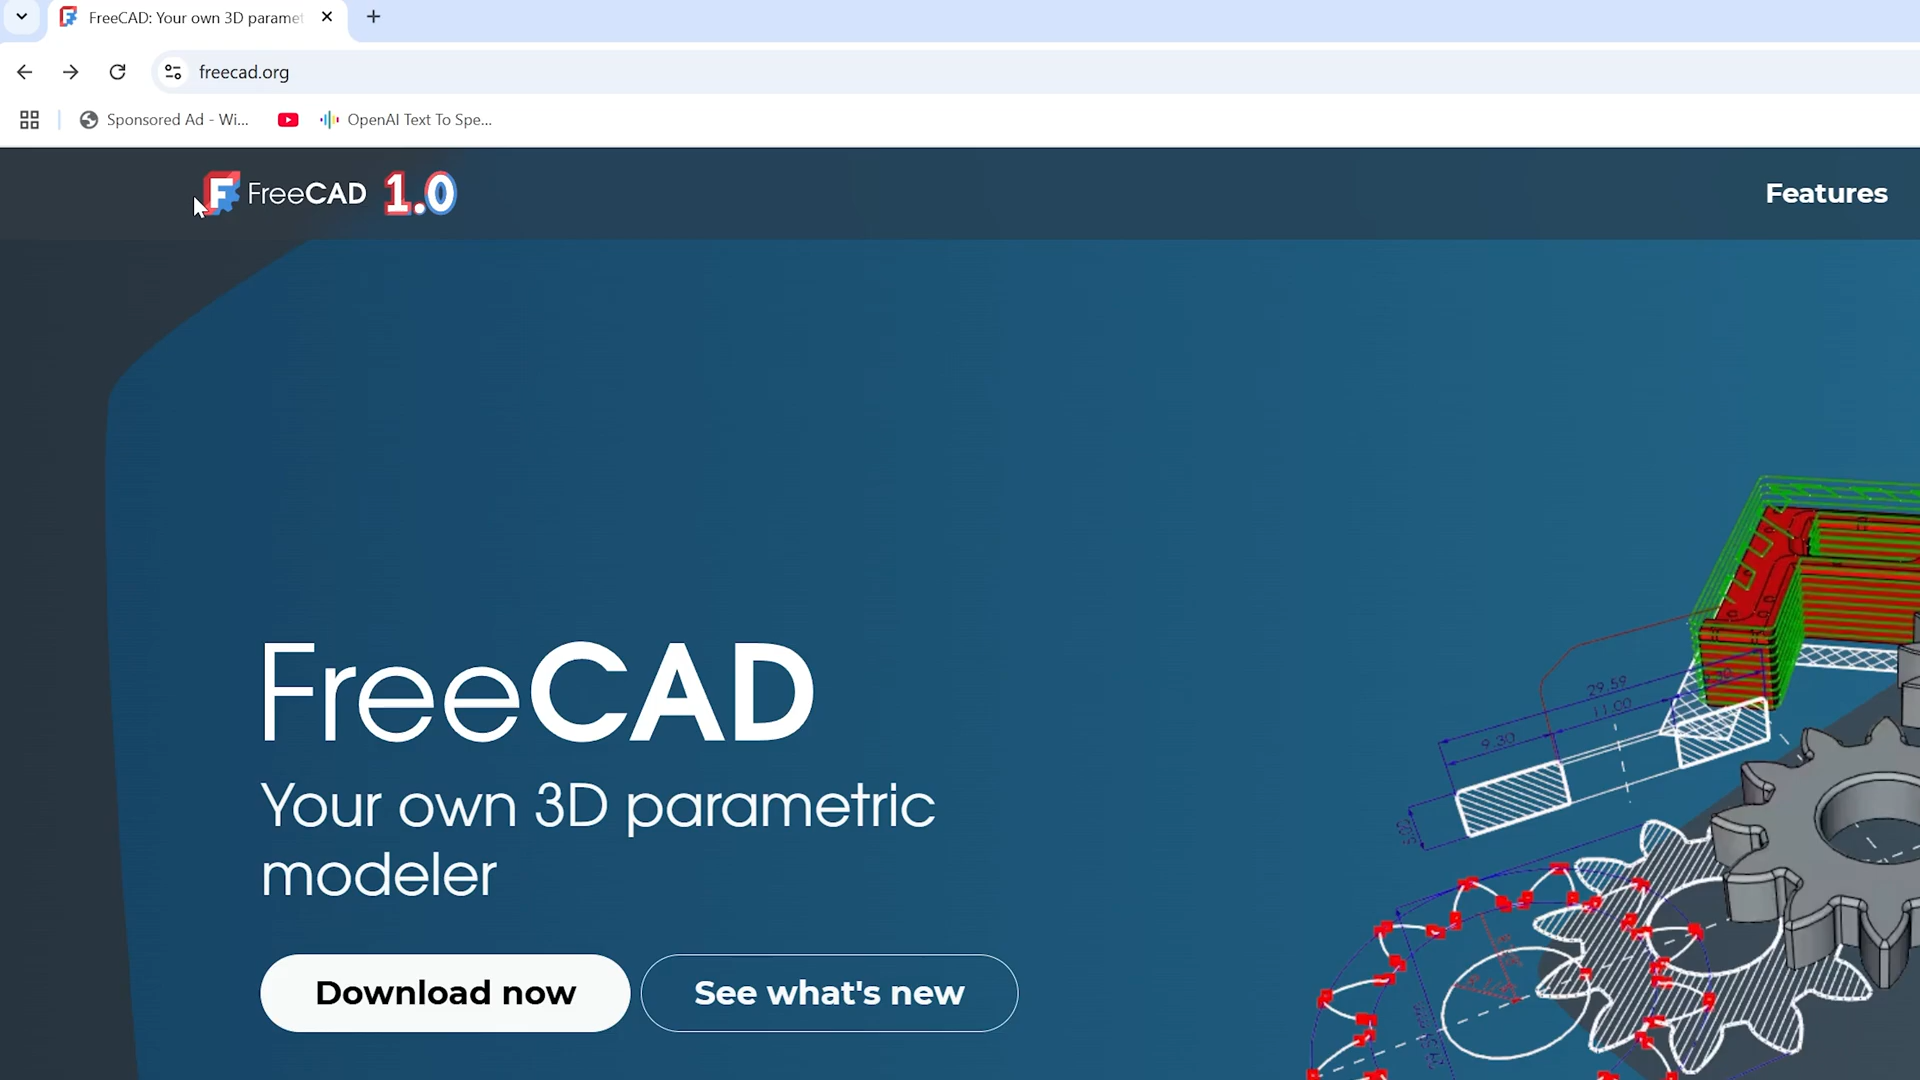 FreeCAD: Your own 3D paramet
freecad.org
Sponsored Ad - Wi...
OpenAI Text To Spe...
FreeCAD 1.0
Features
FreeCAD
Your own 3D parametric
modeler
Download now
See what's new
29.59
11.00
9.30